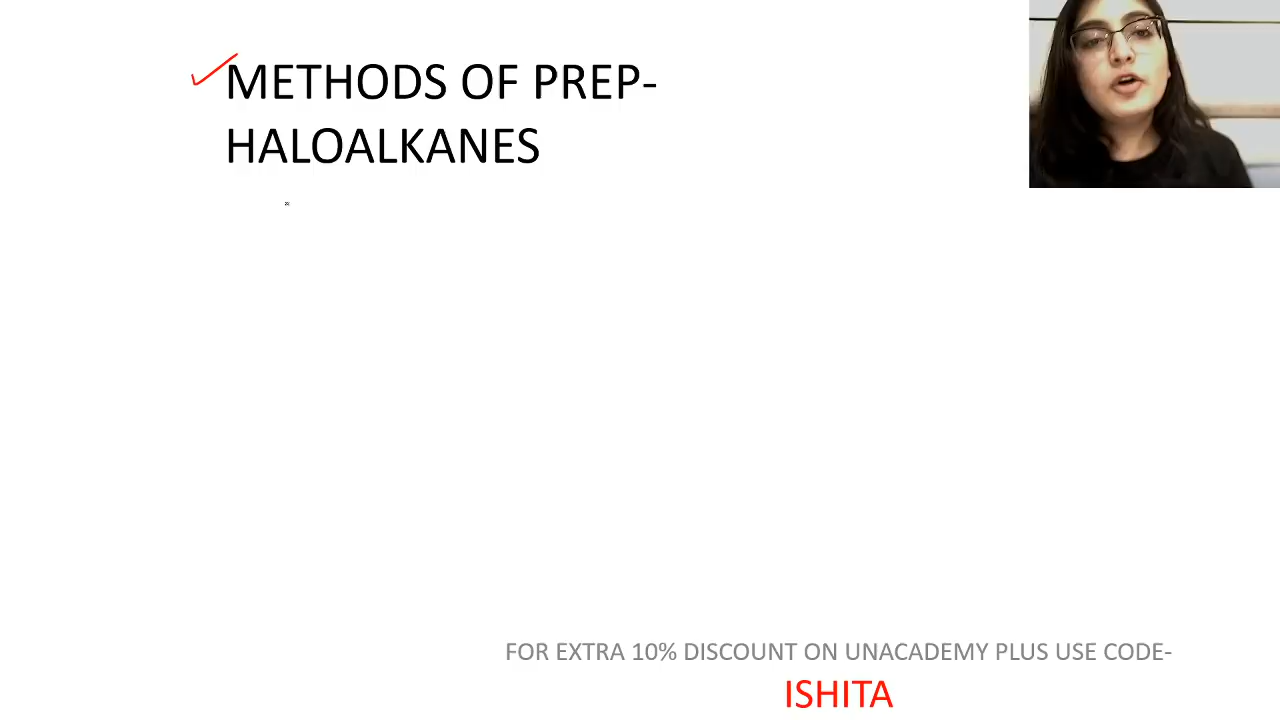 METHODS OF PREP-
HALOALKANES
FOR EXTRA 10% DISCOUNT ON UNACADEMY PLUS USE CODE-
ISHITA